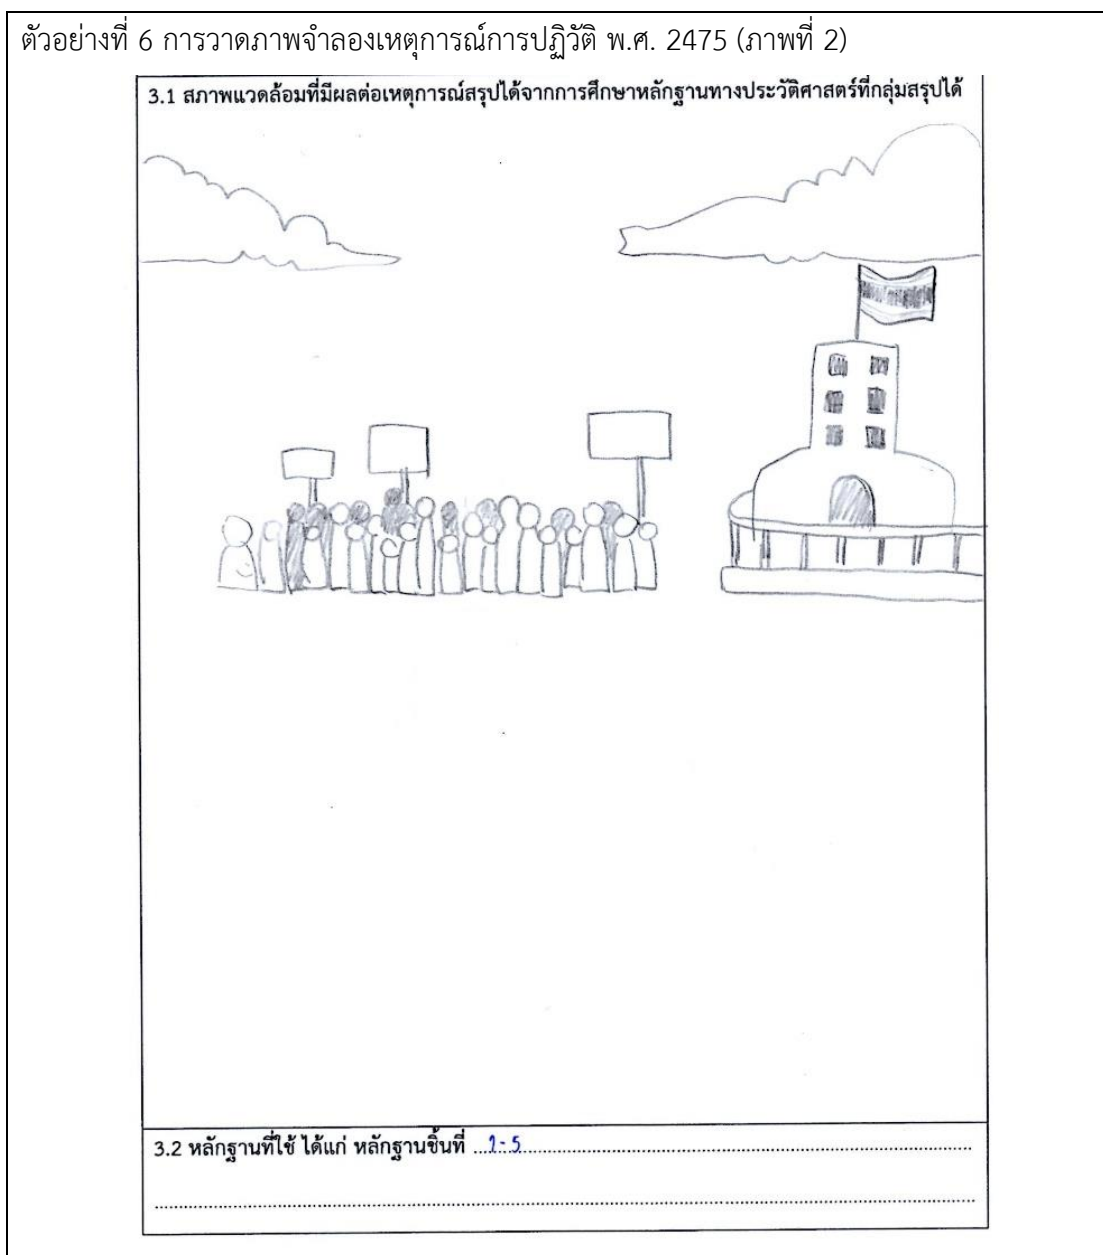 ตัวอย่างที่ 6 การวาดภาพจำลองเหตุการณ์การปฏิวัติ พ.ศ. 2475 (ภาพที่ 2)
3.1 สภาพแวดล้อมที่มีผลต่อเหตุการณ์สรุปได้จากการศึกษาหลักฐานทางประวัติศาสตร์ที่กลุ่มสรุปได้
3.2 หลักฐานที่ใช้ ได้แก่ หลักฐานชิ้นที่ ...1-5...